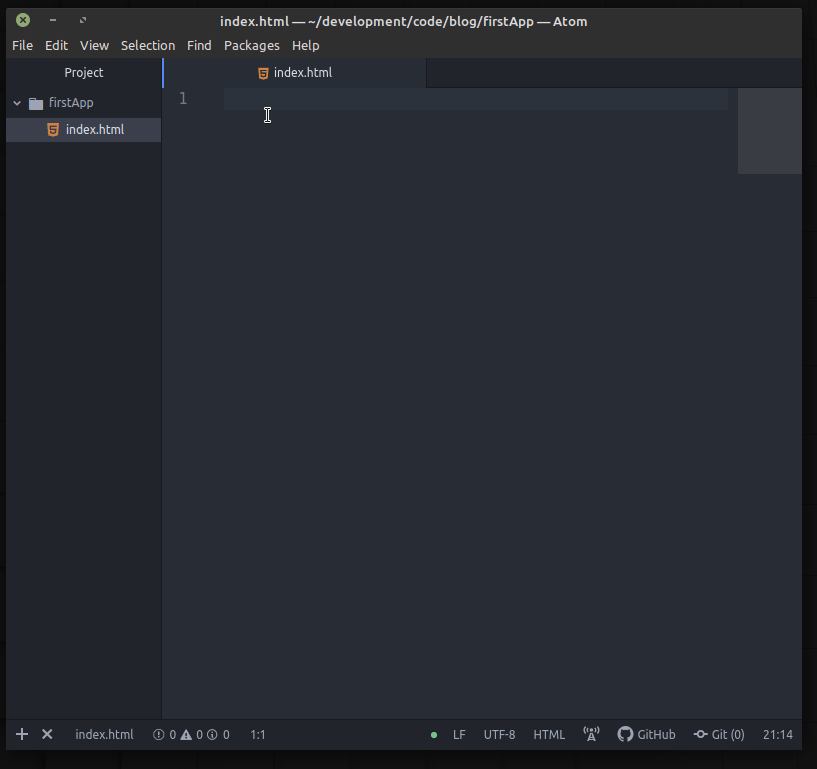 index.html — ~/development/code/blog/firstApp — Atom
File Edit View Selection Find Packages Help
Project index.html
firstApp 1
index.html
index.html 0 0 0 1:1 LF UTF-8 HTML GitHub Git (0) 21:14